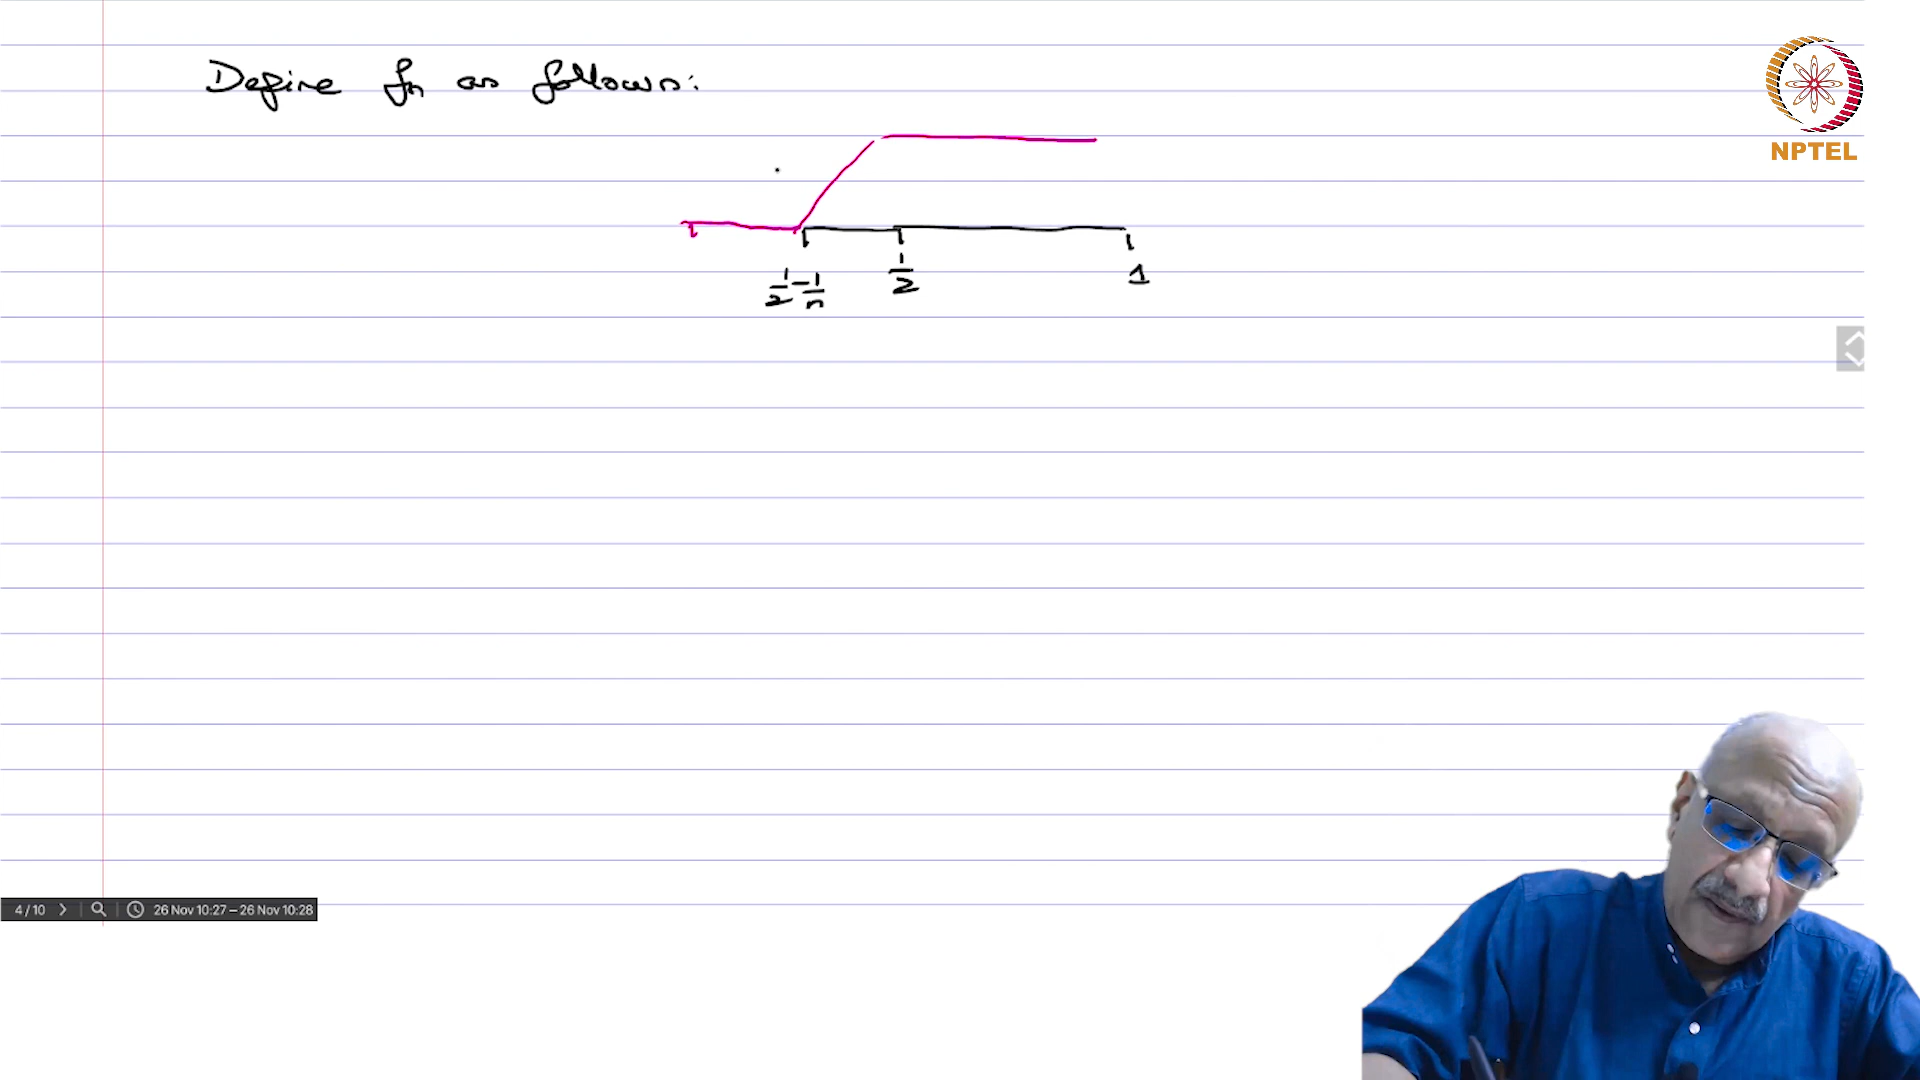 Define fn as follows:
NPTEL
1/2 - 1/n 1/2 1
4 / 10 26 Nov 10:27 – 26 Nov 10:28